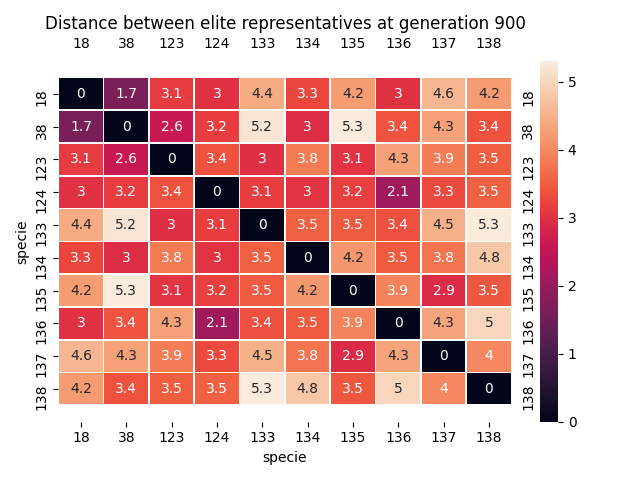 Distance between elite representatives at generation 900
18 38 123 124 133 134 135 136 137 138
18 0 1.7 3.1 3 4.4 3.3 4.2 3 4.6 4.2 18
38 1.7 0 2.6 3.2 5.2 3 5.3 3.4 4.3 3.4 38
123 3.1 2.6 0 3.4 3 3.8 3.1 4.3 3.9 3.5 123
124 3 3.2 3.4 0 3.1 3 3.2 2.1 3.3 3.5 124
133 4.4 5.2 3 3.1 0 3.5 3.5 3.4 4.5 5.3 133
134 3.3 3 3.8 3 3.5 0 4.2 3.5 3.8 4.8 134
135 4.2 5.3 3.1 3.2 3.5 4.2 0 3.9 2.9 3.5 135
136 3 3.4 4.3 2.1 3.4 3.5 3.9 0 4.3 5 136
137 4.6 4.3 3.9 3.3 4.5 3.8 2.9 4.3 0 4 137
138 4.2 3.4 3.5 3.5 5.3 4.8 3.5 5 4 0 138
18 38 123 124 133 134 135 136 137 138
specie
specie
5
4
3
2
1
0